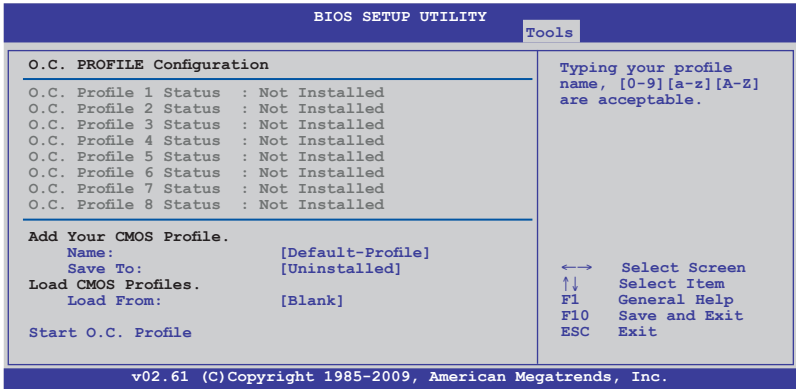 BIOS SETUP UTILITY
Tools
O.C. PROFILE Configuration
O.C. Profile 1 Status : Not Installed
O.C. Profile 2 Status : Not Installed
O.C. Profile 3 Status : Not Installed
O.C. Profile 4 Status : Not Installed
O.C. Profile 5 Status : Not Installed
O.C. Profile 6 Status : Not Installed
O.C. Profile 7 Status : Not Installed
O.C. Profile 8 Status : Not Installed
Add Your CMOS Profile.
Name: [Default-Profile]
Save To: [Uninstalled]
Load CMOS Profiles.
Load From: [Blank]
Start O.C. Profile
Typing your profile
name, [0-9][a-z][A-Z]
are acceptable.
←→ Select Screen
↑↓ Select Item
F1 General Help
F10 Save and Exit
ESC Exit
v02.61 (C)Copyright 1985-2009, American Megatrends, Inc.